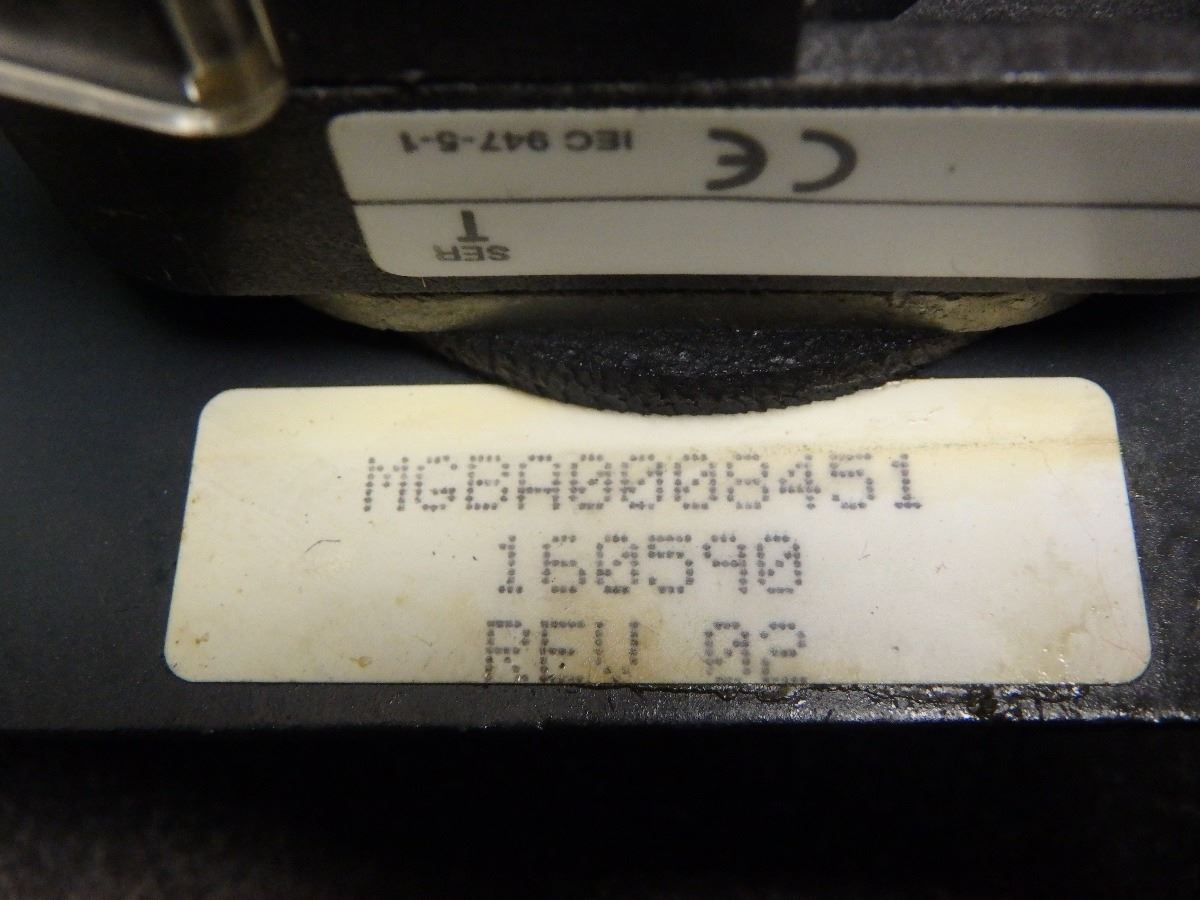 IEC 947-5-1 CE
SER
T
MGBA0008451
160590
REV 02